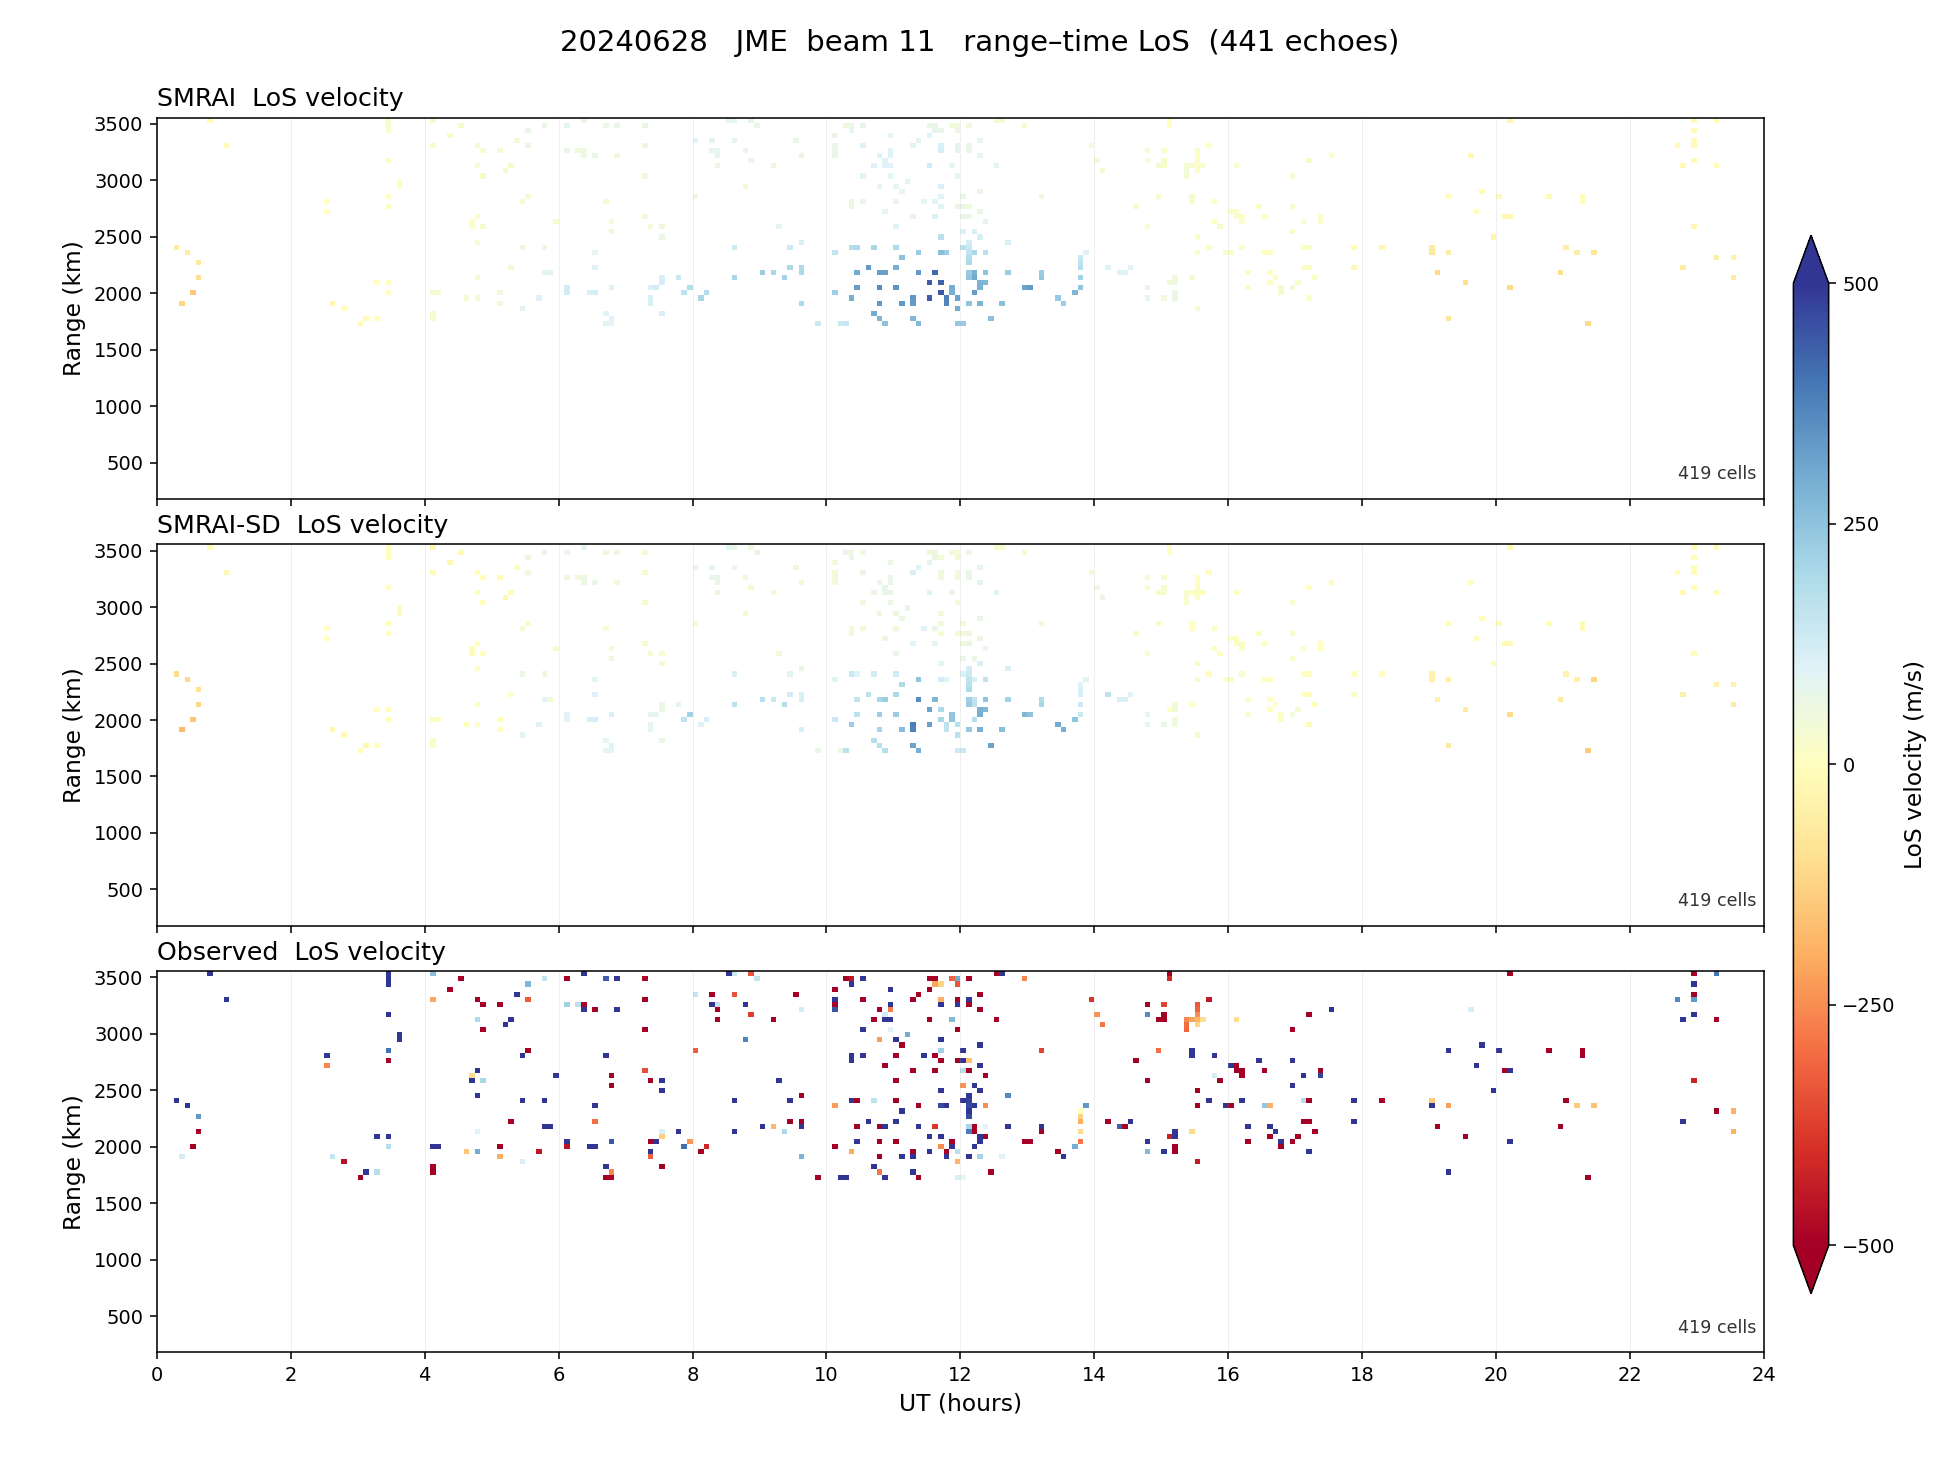 20240628   JME  beam 11   range–time LoS  (441 echoes)
SMRAI  LoS velocity
3500
3000
2500
2000
1500
1000
500
Range (km)
419 cells
SMRAI-SD  LoS velocity
3500
3000
2500
2000
1500
1000
500
Range (km)
419 cells
Observed  LoS velocity
3500
3000
2500
2000
1500
1000
500
Range (km)
419 cells
0 2 4 6 8 10 12 14 16 18 20 22 24
UT (hours)
500
250
0
−250
−500
LoS velocity (m/s)